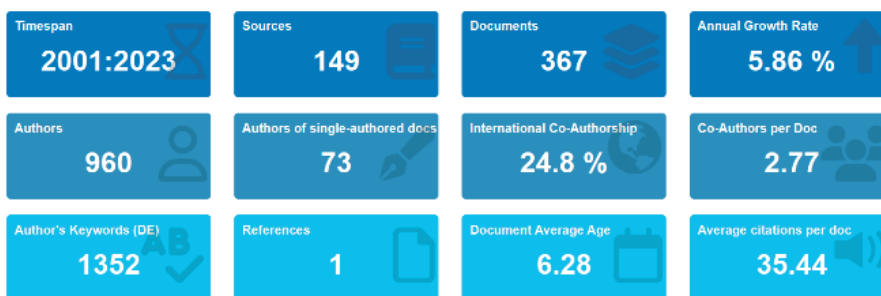 Timespan
2001:2023
Sources
149
Documents
367
Annual Growth Rate
5.86 %
Authors
960
Authors of single-authored docs
73
International Co-Authorship
24.8 %
Co-Authors per Doc
2.77
Author's Keywords (DE)
AB
1352
References
1
Document Average Age
6.28
Average citations per doc
35.44